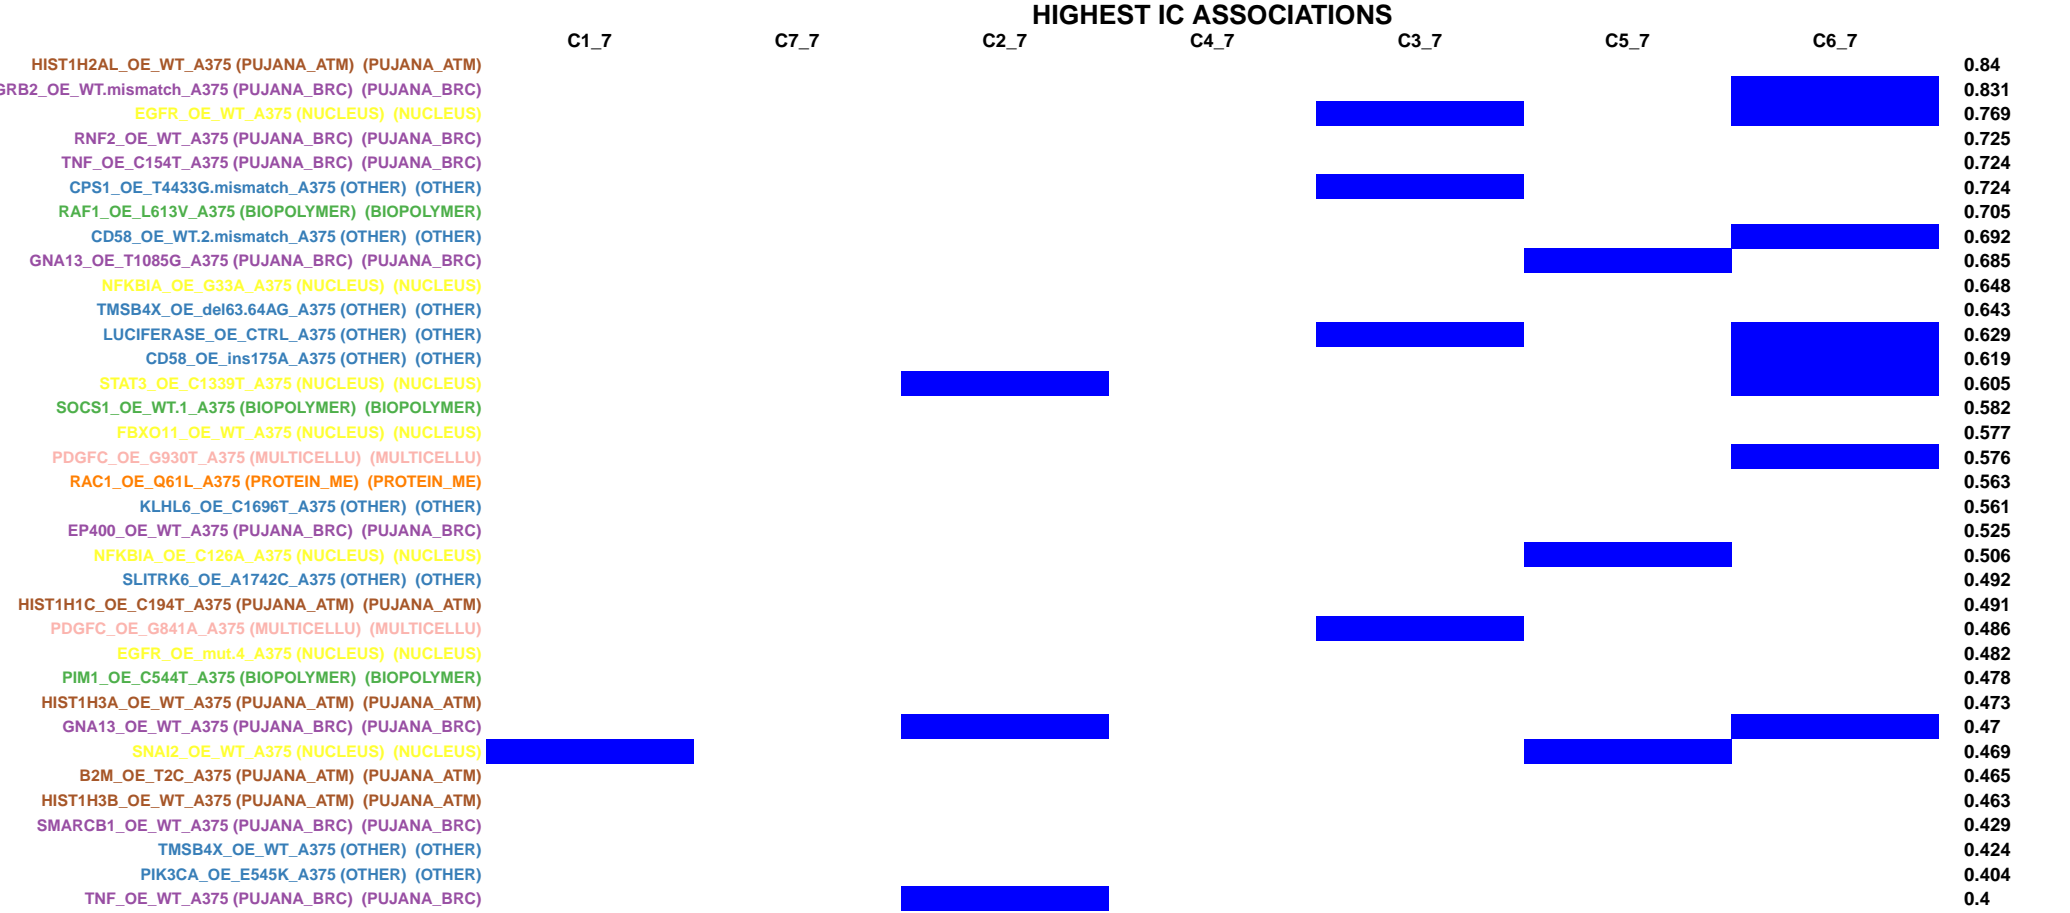 HIGHEST IC ASSOCIATIONS
C1_7 C7_7 C2_7 C4_7 C3_7 C5_7 C6_7
HIST1H2AL_OE_WT_A375 (PUJANA_ATM) (PUJANA_ATM) 0.84
GRB2_OE_WT.mismatch_A375 (PUJANA_BRC) (PUJANA_BRC) 0.831
EGFR_OE_WT_A375 (NUCLEUS) (NUCLEUS) 0.769
RNF2_OE_WT_A375 (PUJANA_BRC) (PUJANA_BRC) 0.725
TNF_OE_C154T_A375 (PUJANA_BRC) (PUJANA_BRC) 0.724
CPS1_OE_T4433G.mismatch_A375 (OTHER) (OTHER) 0.724
RAF1_OE_L613V_A375 (BIOPOLYMER) (BIOPOLYMER) 0.705
CD58_OE_WT.2.mismatch_A375 (OTHER) (OTHER) 0.692
GNA13_OE_T1085G_A375 (PUJANA_BRC) (PUJANA_BRC) 0.685
NFKBIA_OE_G33A_A375 (NUCLEUS) (NUCLEUS) 0.648
TMSB4X_OE_del63.64AG_A375 (OTHER) (OTHER) 0.643
LUCIFERASE_OE_CTRL_A375 (OTHER) (OTHER) 0.629
CD58_OE_ins175A_A375 (OTHER) (OTHER) 0.619
STAT3_OE_C1339T_A375 (NUCLEUS) (NUCLEUS) 0.605
SOCS1_OE_WT.1_A375 (BIOPOLYMER) (BIOPOLYMER) 0.582
FBXO11_OE_WT_A375 (NUCLEUS) (NUCLEUS) 0.577
PDGFC_OE_G930T_A375 (MULTICELLU) (MULTICELLU) 0.576
RAC1_OE_Q61L_A375 (PROTEIN_ME) (PROTEIN_ME) 0.563
KLHL6_OE_C1696T_A375 (OTHER) (OTHER) 0.561
EP400_OE_WT_A375 (PUJANA_BRC) (PUJANA_BRC) 0.525
NFKBIA_OE_C126A_A375 (NUCLEUS) (NUCLEUS) 0.506
SLITRK6_OE_A1742C_A375 (OTHER) (OTHER) 0.492
HIST1H1C_OE_C194T_A375 (PUJANA_ATM) (PUJANA_ATM) 0.491
PDGFC_OE_G841A_A375 (MULTICELLU) (MULTICELLU) 0.486
EGFR_OE_mut.4_A375 (NUCLEUS) (NUCLEUS) 0.482
PIM1_OE_C544T_A375 (BIOPOLYMER) (BIOPOLYMER) 0.478
HIST1H3A_OE_WT_A375 (PUJANA_ATM) (PUJANA_ATM) 0.473
GNA13_OE_WT_A375 (PUJANA_BRC) (PUJANA_BRC) 0.47
SNAI2_OE_WT_A375 (NUCLEUS) (NUCLEUS) 0.469
B2M_OE_T2C_A375 (PUJANA_ATM) (PUJANA_ATM) 0.465
HIST1H3B_OE_WT_A375 (PUJANA_ATM) (PUJANA_ATM) 0.463
SMARCB1_OE_WT_A375 (PUJANA_BRC) (PUJANA_BRC) 0.429
TMSB4X_OE_WT_A375 (OTHER) (OTHER) 0.424
PIK3CA_OE_E545K_A375 (OTHER) (OTHER) 0.404
TNF_OE_WT_A375 (PUJANA_BRC) (PUJANA_BRC) 0.4